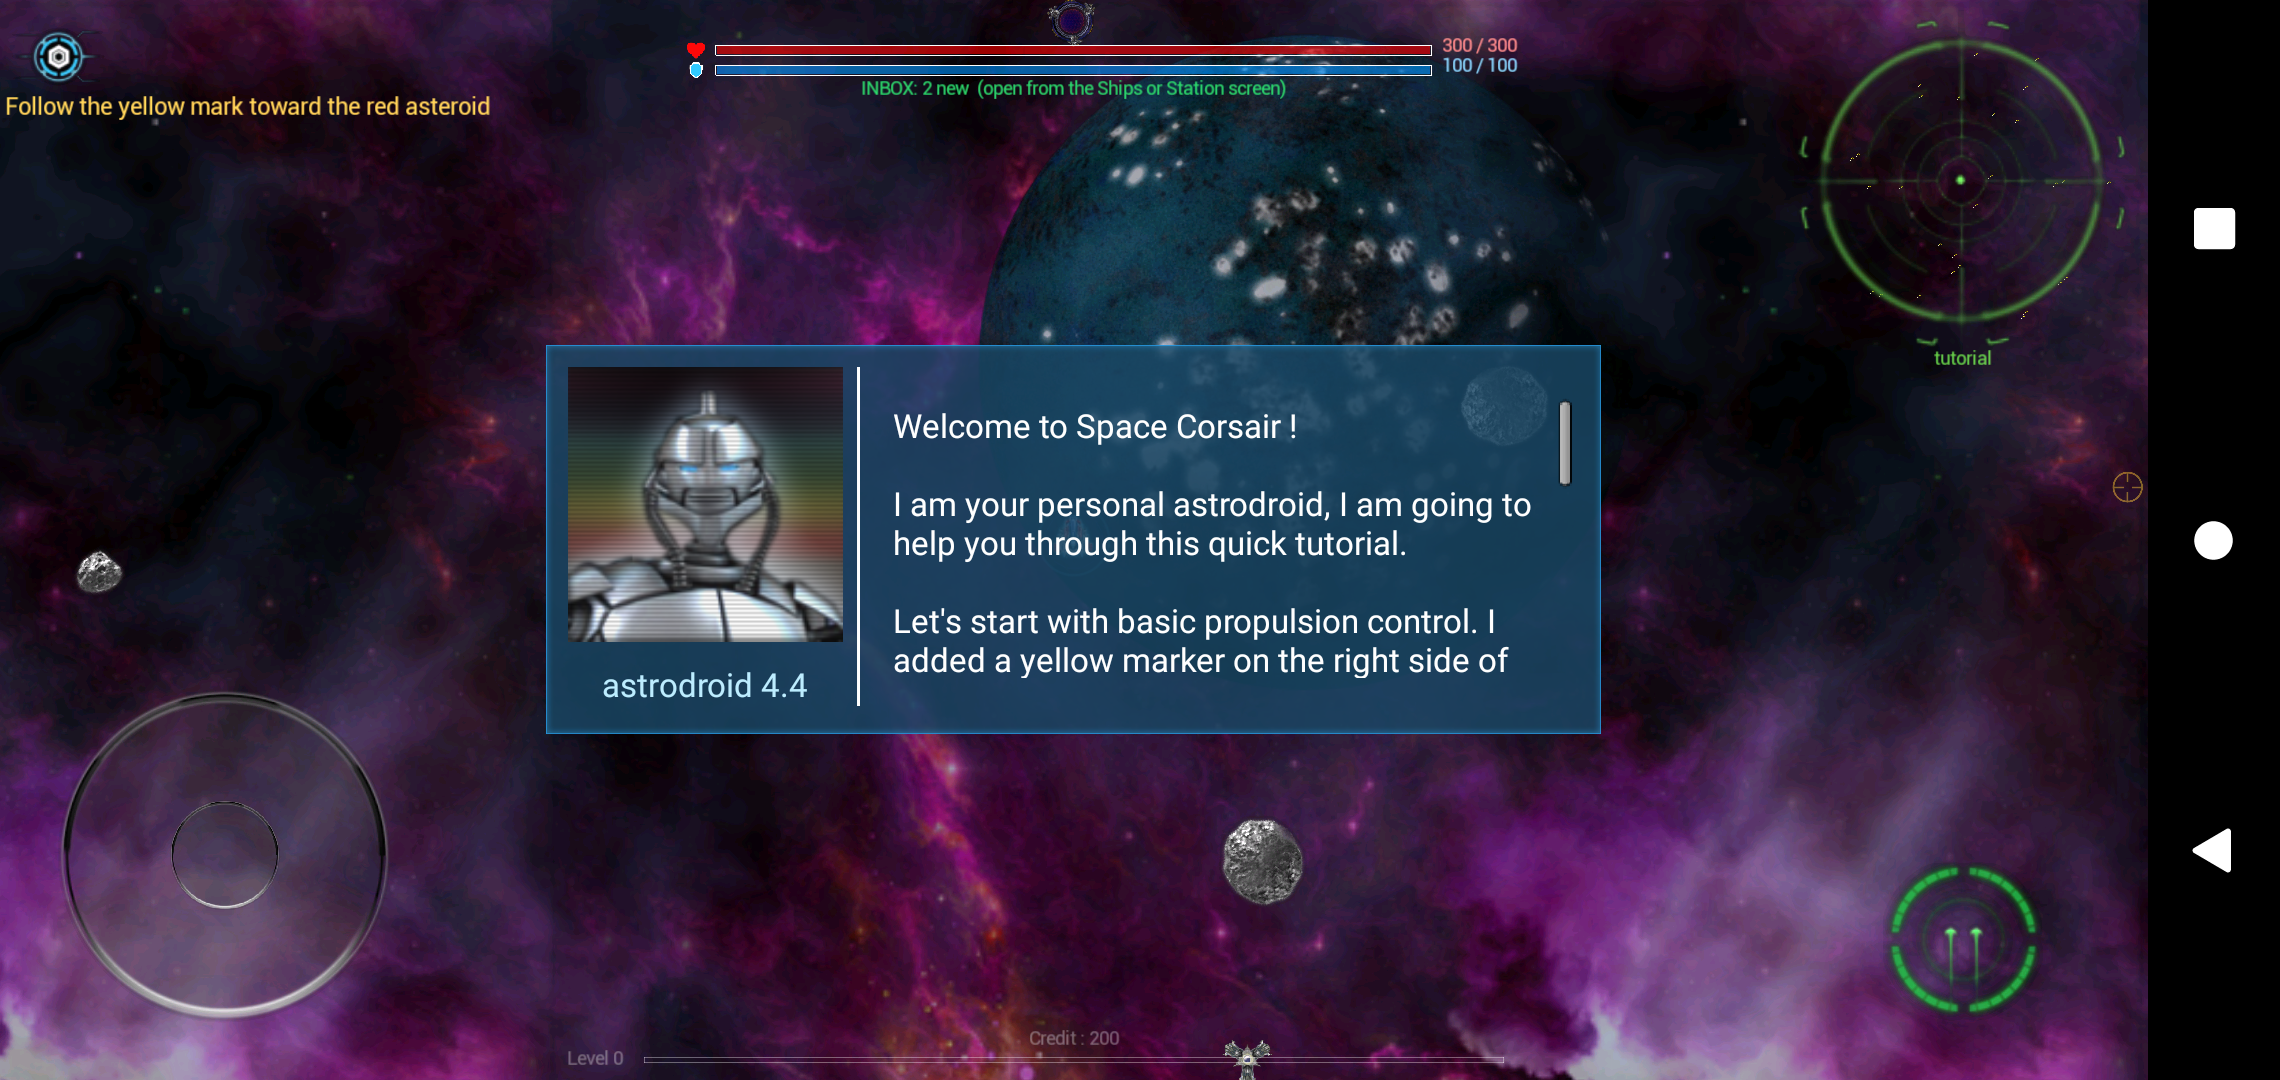 300 / 300
100 / 100
INBOX: 2 new (open from the Ships or Station screen)
Follow the yellow mark toward the red asteroid
tutorial
Welcome to Space Corsair !
I am your personal astrodroid, I am going to
help you through this quick tutorial.
Let's start with basic propulsion control. I
added a yellow marker on the right side of
astrodroid 4.4
Credit : 200
Level 0